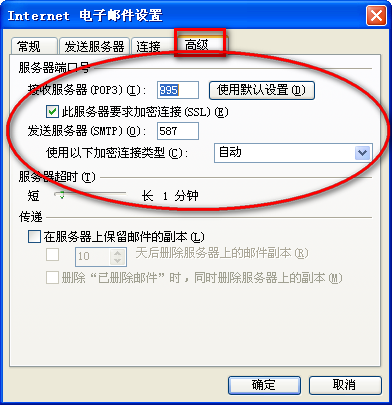 Internet 电子邮件设置
常规 发送服务器 连接 高级
服务器端口号
接收服务器(POP3)(I): 995 使用默认设置(D)
此服务器要求加密连接(SSL)(E)
发送服务器(SMTP)(O): 587
使用以下加密连接类型(C): 自动
服务器超时(T)
短 长 1 分钟
传递
在服务器上保留邮件的副本(L)
10 天后删除服务器上的邮件副本(R)
删除“已删除邮件”时，同时删除服务器上的副本(M)
确定 取消